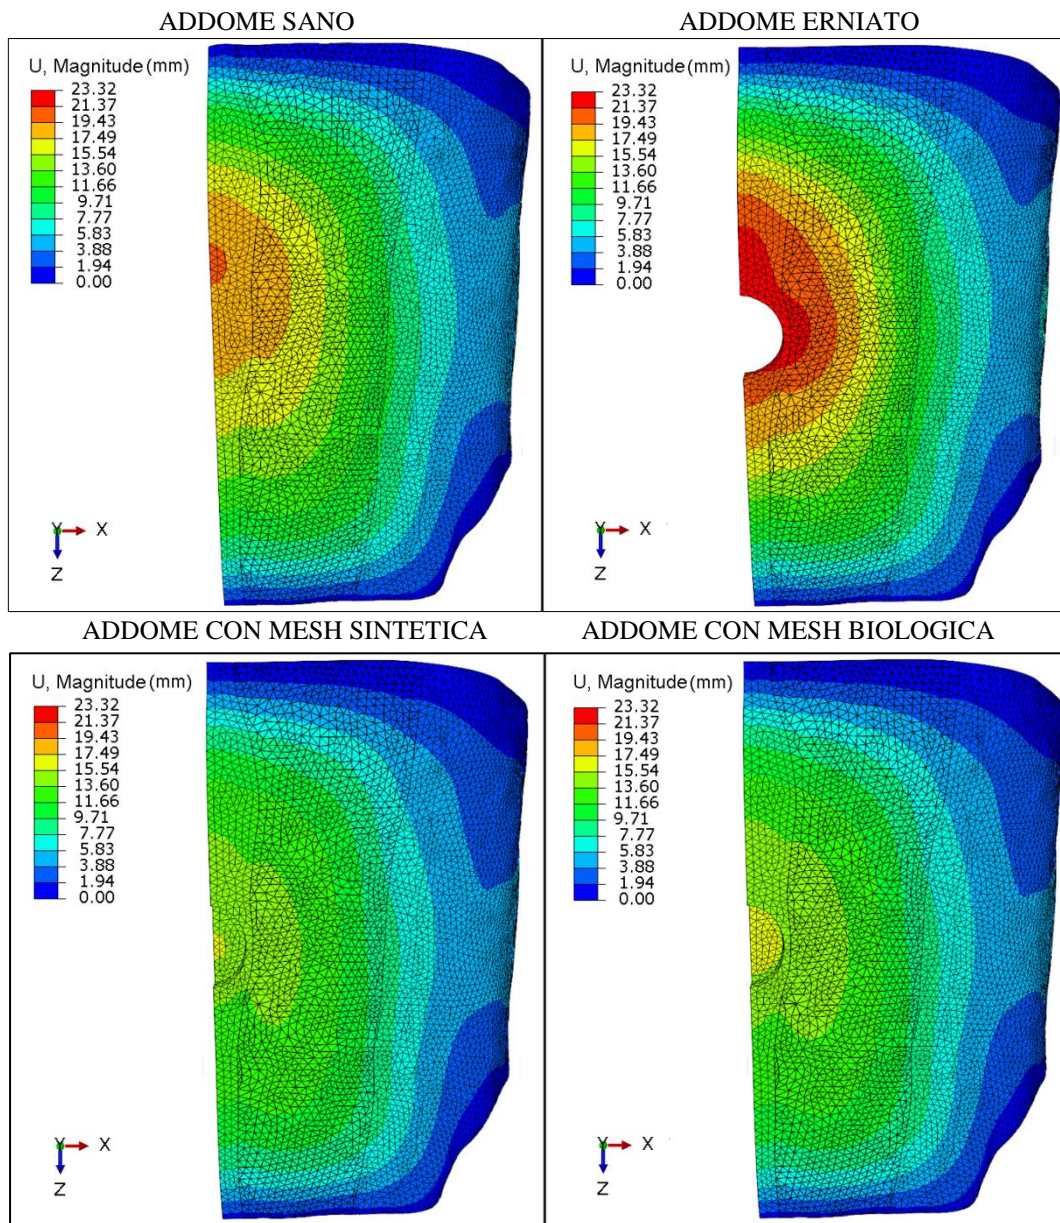 ADDOME SANO
ADDOME ERNIATO
U, Magnitude (mm)
23.32
21.37
19.43
17.49
15.54
13.60
11.66
9.71
7.77
5.83
3.88
1.94
0.00
Y
X
Z
U, Magnitude (mm)
23.32
21.37
19.43
17.49
15.54
13.60
11.66
9.71
7.77
5.83
3.88
1.94
0.00
Y
X
Z
ADDOME CON MESH SINTETICA
ADDOME CON MESH BIOLOGICA
U, Magnitude (mm)
23.32
21.37
19.43
17.49
15.54
13.60
11.66
9.71
7.77
5.83
3.88
1.94
0.00
Y
X
Z
U, Magnitude (mm)
23.32
21.37
19.43
17.49
15.54
13.60
11.66
9.71
7.77
5.83
3.88
1.94
0.00
Y
X
Z